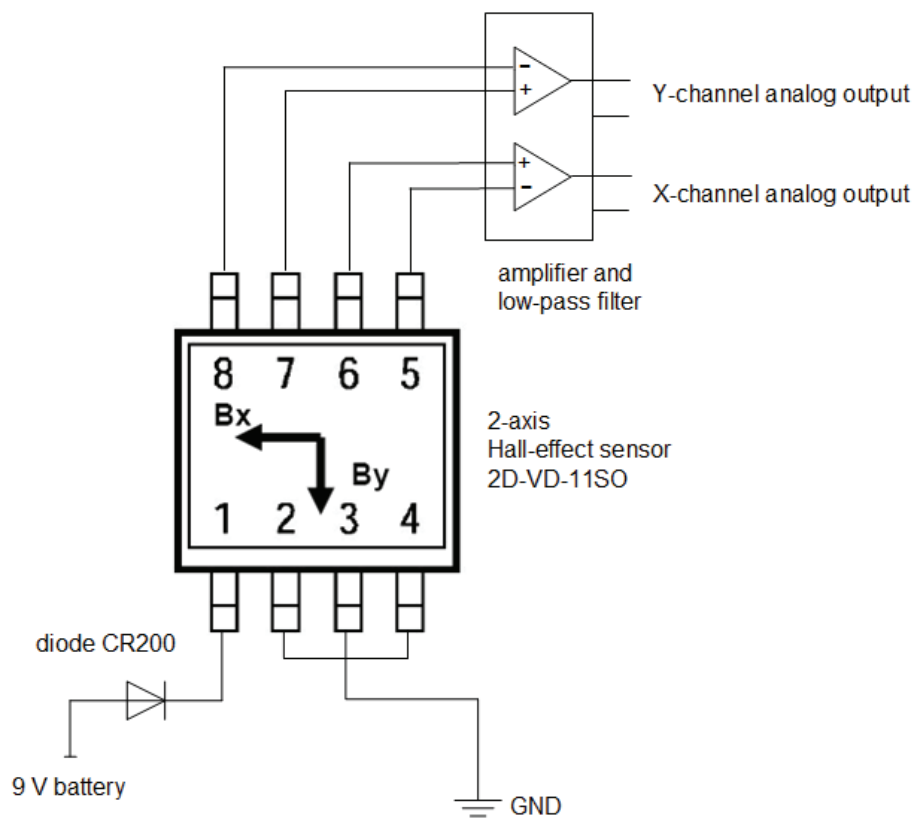 -
+
Y-channel analog output
+
-
X-channel analog output
amplifier and
low-pass filter
8 7 6 5
Bx
By
1 2 3 4
2-axis
Hall-effect sensor
2D-VD-11SO
diode CR200
9 V battery
GND